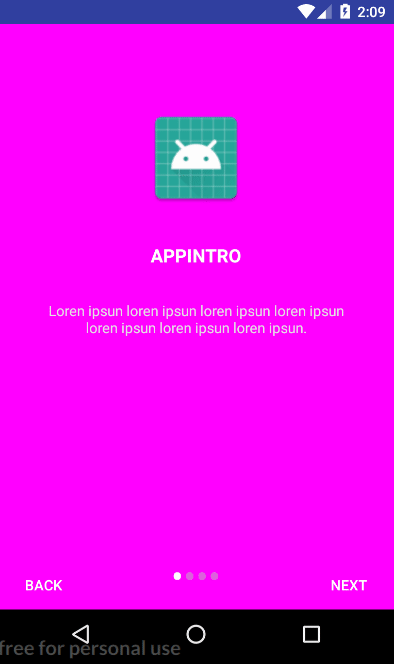 2:09
APPINTRO
Loren ipsun loren ipsun loren ipsun loren ipsun
loren ipsun loren ipsun loren ipsun.
BACK
NEXT
free for personal use